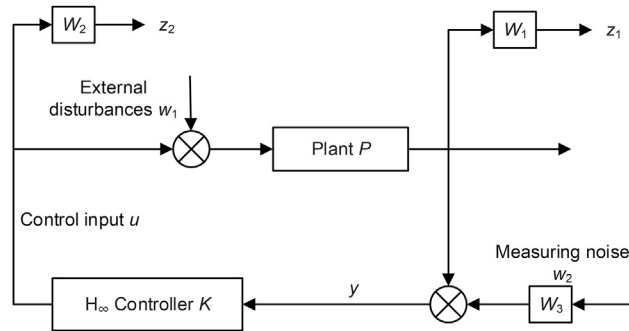 W₂
z₂
W₁
z₁
External
disturbances w₁
Plant P
Control input u
Measuring noise
w₂
y
H∞ Controller K
W₃